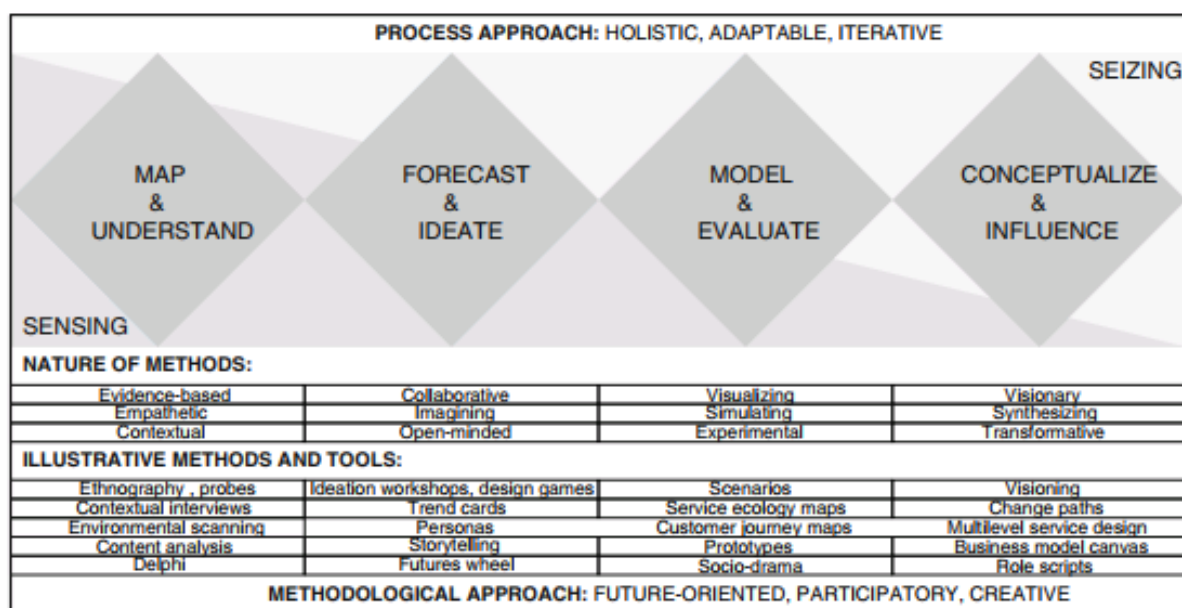 PROCESS APPROACH: HOLISTIC, ADAPTABLE, ITERATIVE
SEIZING
MAP & UNDERSTAND
FORECAST & IDEATE
MODEL & EVALUATE
CONCEPTUALIZE & INFLUENCE
SENSING
NATURE OF METHODS:
Evidence-based Collaborative Visualizing Visionary
Empathetic Imagining Simulating Synthesizing
Contextual Open-minded Experimental Transformative
ILLUSTRATIVE METHODS AND TOOLS:
Ethnography , probes Ideation workshops, design games Scenarios Visioning
Contextual interviews Trend cards Service ecology maps Change paths
Environmental scanning Personas Customer journey maps Multilevel service design
Content analysis Storytelling Prototypes Business model canvas
Delphi Futures wheel Socio-drama Role scripts
METHODOLOGICAL APPROACH: FUTURE-ORIENTED, PARTICIPATORY, CREATIVE